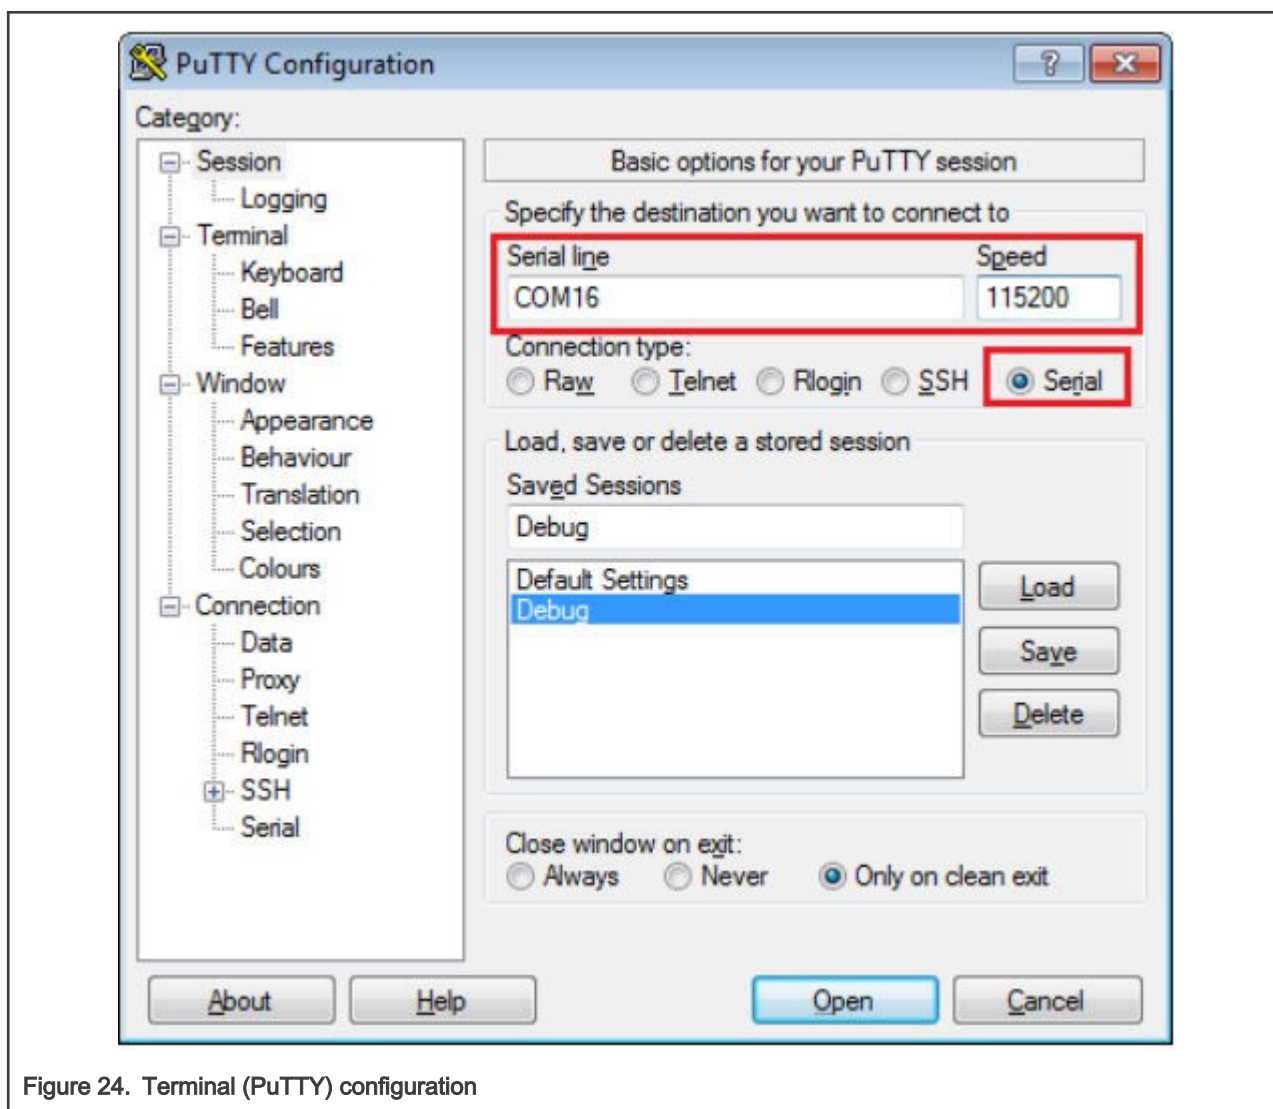 PuTTY Configuration
?
Category:
Session
Logging
Terminal
Keyboard
Bell
Features
Window
Appearance
Behaviour
Translation
Selection
Colours
Connection
Data
Proxy
Telnet
Rlogin
SSH
Serial
Basic options for your PuTTY session
Specify the destination you want to connect to
Serial line Speed
COM16 115200
Connection type:
Raw Telnet Rlogin SSH Serial
Load, save or delete a stored session
Saved Sessions
Debug
Default Settings
Debug
Load
Save
Delete
Close window on exit:
Always Never Only on clean exit
About Help Open Cancel
Figure 24. Terminal (PuTTY) configuration